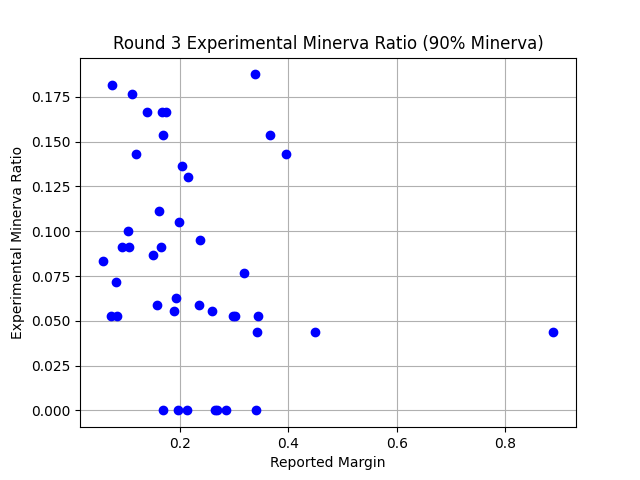 Round 3 Experimental Minerva Ratio (90% Minerva)
Experimental Minerva Ratio
0.175
0.150
0.125
0.100
0.075
0.050
0.025
0.000
0.2 0.4 0.6 0.8
Reported Margin